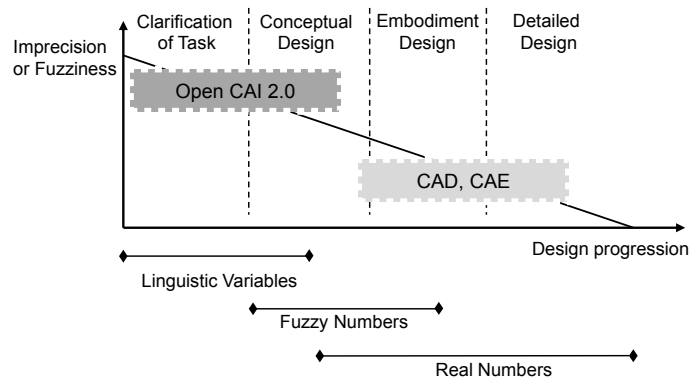 Clarification
of Task
Conceptual
Design
Embodiment
Design
Detailed
Design
Imprecision
or Fuzziness
Open CAI 2.0
CAD, CAE
Design progression
Linguistic Variables
Fuzzy Numbers
Real Numbers